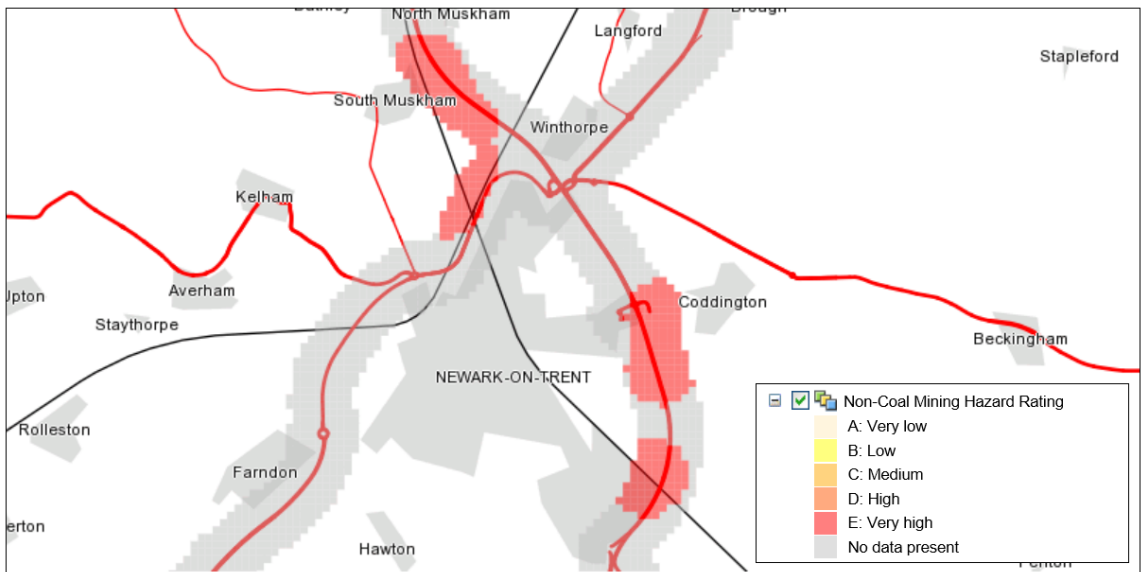 North Muskham
Langford
Stapleford
South Muskham
Winthorpe
Kelham
Averham
Staythorpe
Coddington
Beckingham
NEWARK-ON-TRENT
Rolleston
Farndon
Hawton
Non-Coal Mining Hazard Rating
A: Very low
B: Low
C: Medium
D: High
E: Very high
No data present